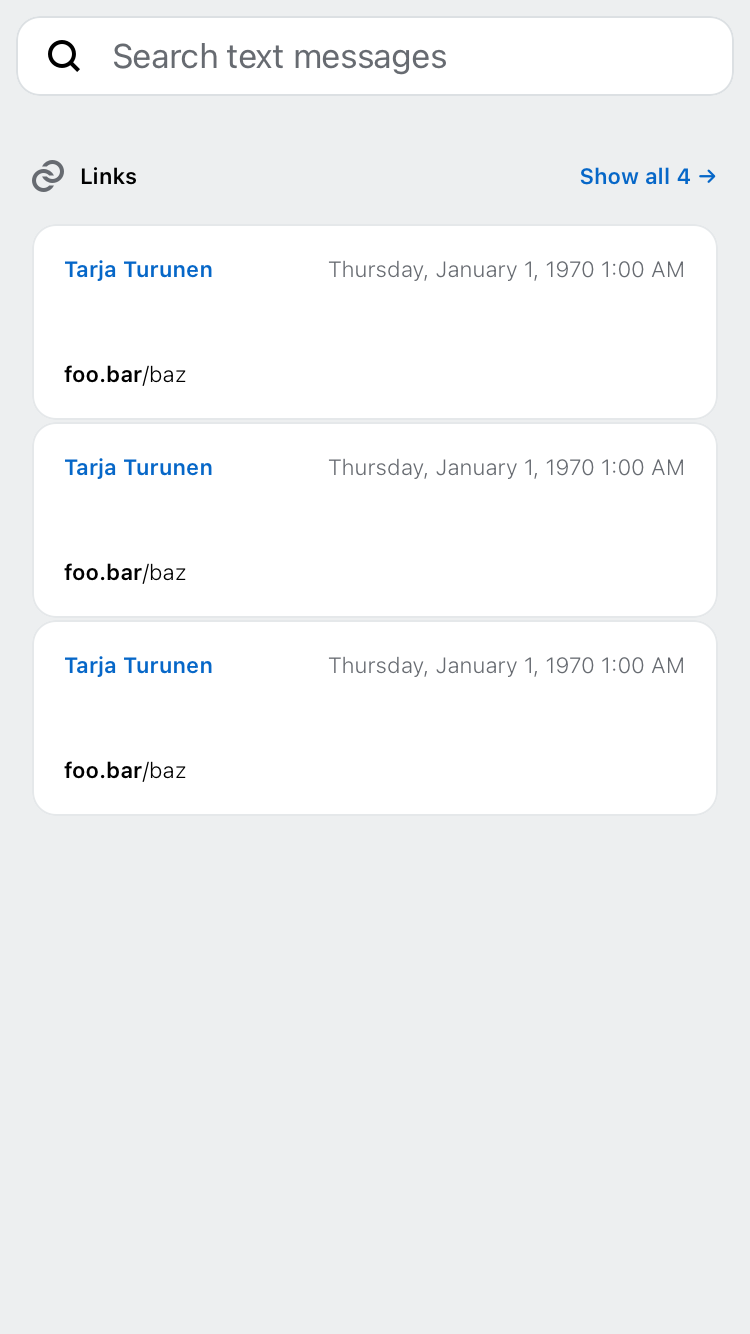 Search text messages
Links
Show all 4 →
Tarja Turunen
Thursday, January 1, 1970 1:00 AM
foo.bar/baz
Tarja Turunen
Thursday, January 1, 1970 1:00 AM
foo.bar/baz
Tarja Turunen
Thursday, January 1, 1970 1:00 AM
foo.bar/baz